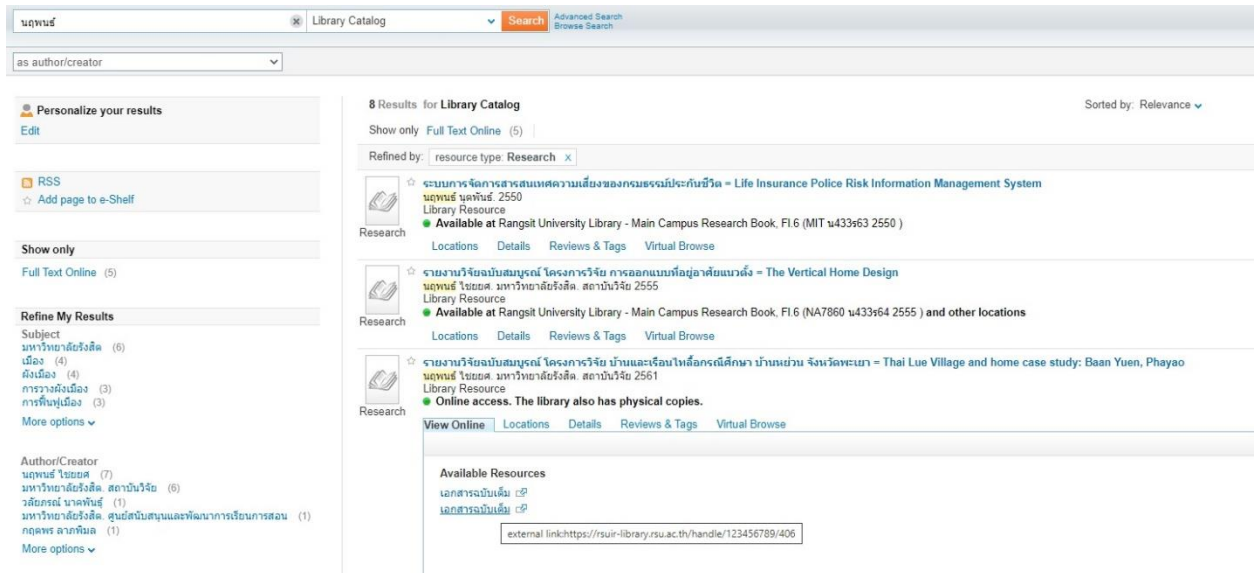 นฤพนธ์ Library Catalog Search Advanced Search
Browse Search
as author/creator
Personalize your results
Edit
RSS
Add page to e-Shelf
Show only
Full Text Online (5)
Refine My Results
Subject
มหาวิทยาลัยรังสิต (6)
เมือง (4)
ผังเมือง (4)
การวางผังเมือง (3)
การฟื้นฟูเมือง (3)
More options
Author/Creator
นฤพนธ์ ไชยยศ (7)
มหาวิทยาลัยรังสิต. สถาบันวิจัย (6)
วลัยภรณ์ นาคพันธุ์ (1)
มหาวิทยาลัยรังสิต. ศูนย์สนับสนุนและพัฒนาการเรียนการสอน (1)
กฤตพร ลาภพิมล (1)
More options
8 Results for Library Catalog Sorted by: Relevance
Show only Full Text Online (5)
Refined by: resource type: Research X
Research
ระบบการจัดการสารสนเทศความเสี่ยงของกรมธรรม์ประกันชีวิต = Life Insurance Police Risk Information Management System
นฤพนธ์ นุตพันธ์. 2550
Library Resource
Available at Rangsit University Library - Main Campus Research Book, Fl.6 (MIT น433ร63 2550 )
Locations Details Reviews & Tags Virtual Browse
Research
รายงานวิจัยฉบับสมบูรณ์ โครงการวิจัย การออกแบบที่อยู่อาศัยแนวตั้ง = The Vertical Home Design
นฤพนธ์ ไชยยศ. มหาวิทยาลัยรังสิต. สถาบันวิจัย 2555
Library Resource
Available at Rangsit University Library - Main Campus Research Book, Fl.6 (NA7860 น433ร64 2555 ) and other locations
Locations Details Reviews & Tags Virtual Browse
Research
รายงานวิจัยฉบับสมบูรณ์ โครงการวิจัย บ้านและเรือนไทลื้อกรณีศึกษา บ้านหย่วน จังหวัดพะเยา = Thai Lue Village and home case study: Baan Yuen, Phayao
นฤพนธ์ ไชยยศ. มหาวิทยาลัยรังสิต. สถาบันวิจัย 2561
Library Resource
Online access. The library also has physical copies.
View Online Locations Details Reviews & Tags Virtual Browse
Available Resources
เอกสารฉบับเต็ม
เอกสารฉบับเต็ม
external link:https://rsuir-library.rsu.ac.th/handle/123456789/406